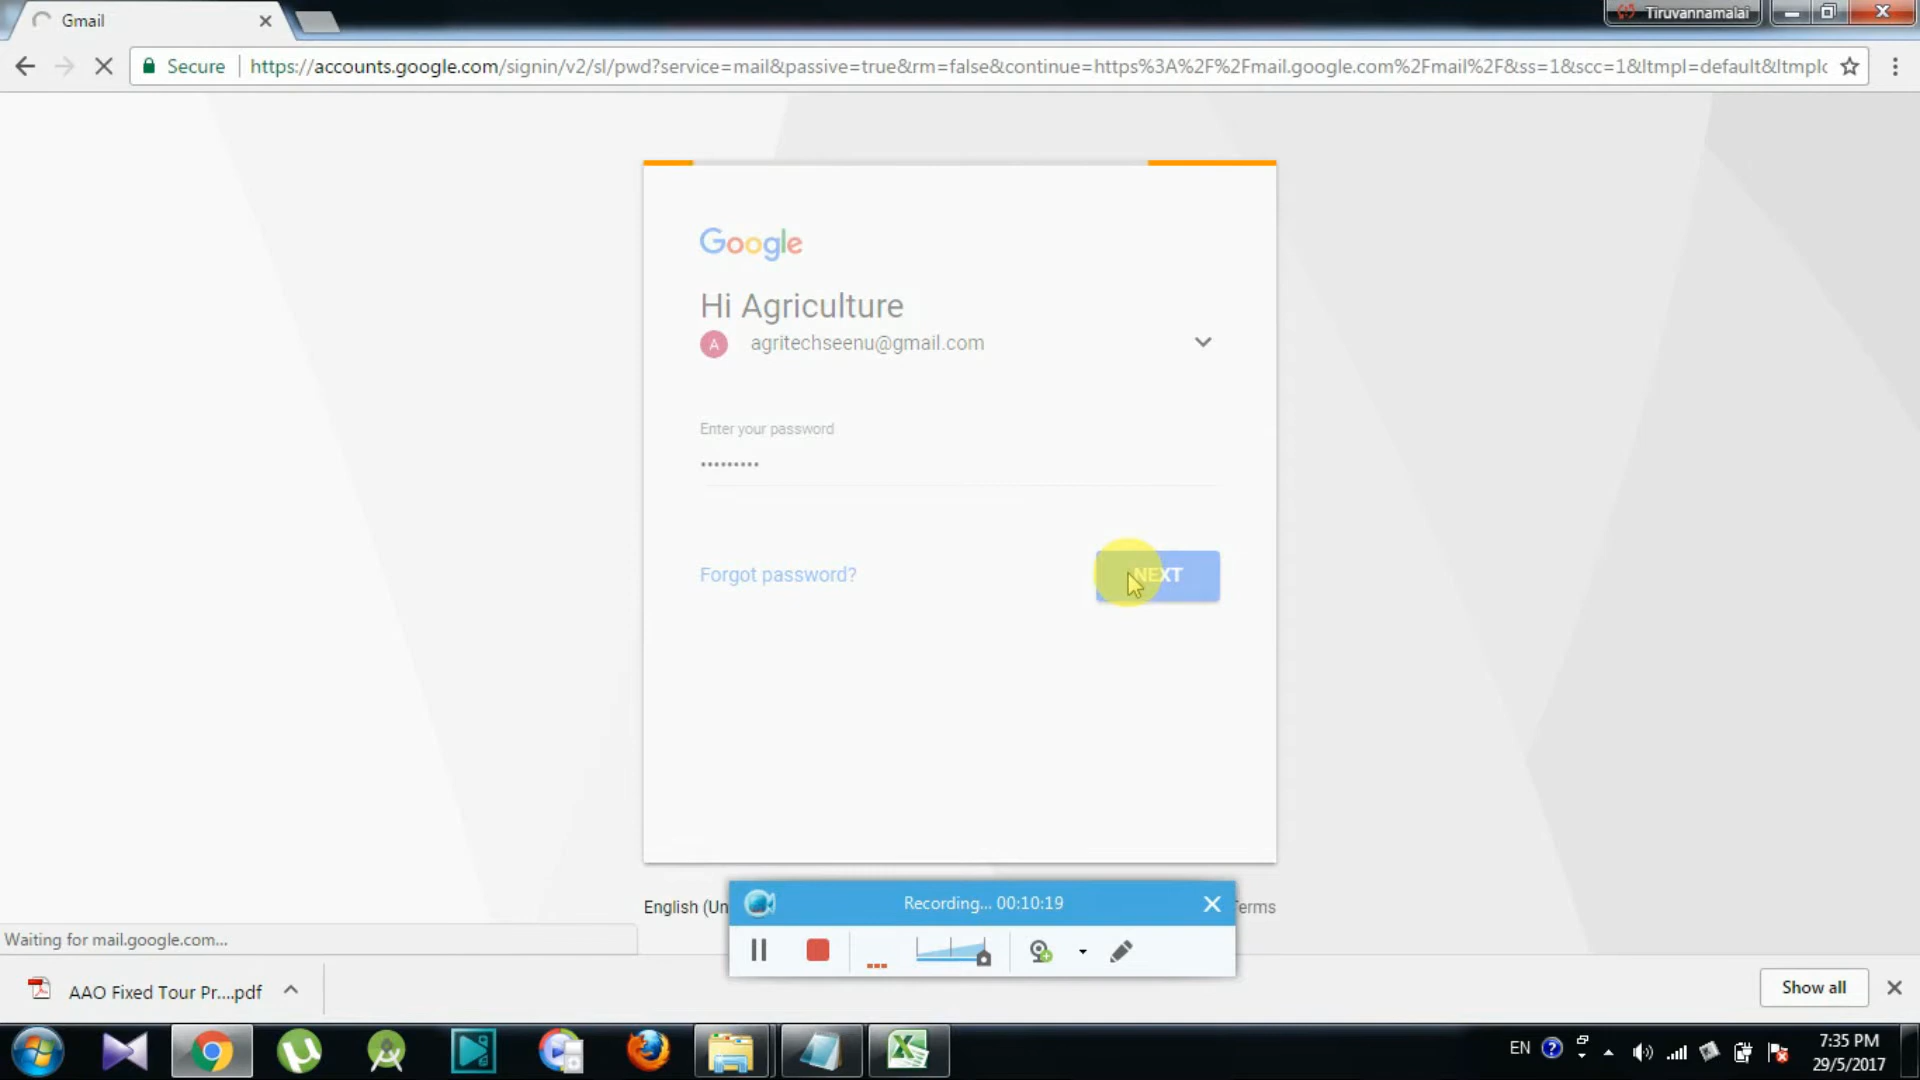 Gmail
Tiruvannamalai
Secure
https://accounts.google.com/signin/v2/sl/pwd?service=mail&passive=true&rm=false&continue=https%3A%2F%2Fmail.google.com%2Fmail%2F&ss=1&scc=1&ltmpl=default&ltmplc
Google
Hi Agriculture
A
agritechseenu@gmail.com
Enter your password
Forgot password?
NEXT
English (Un
Terms
Recording... 00:10:19
Waiting for mail.google.com...
AAO Fixed Tour Pr....pdf
Show all
EN
7:35 PM
29/5/2017